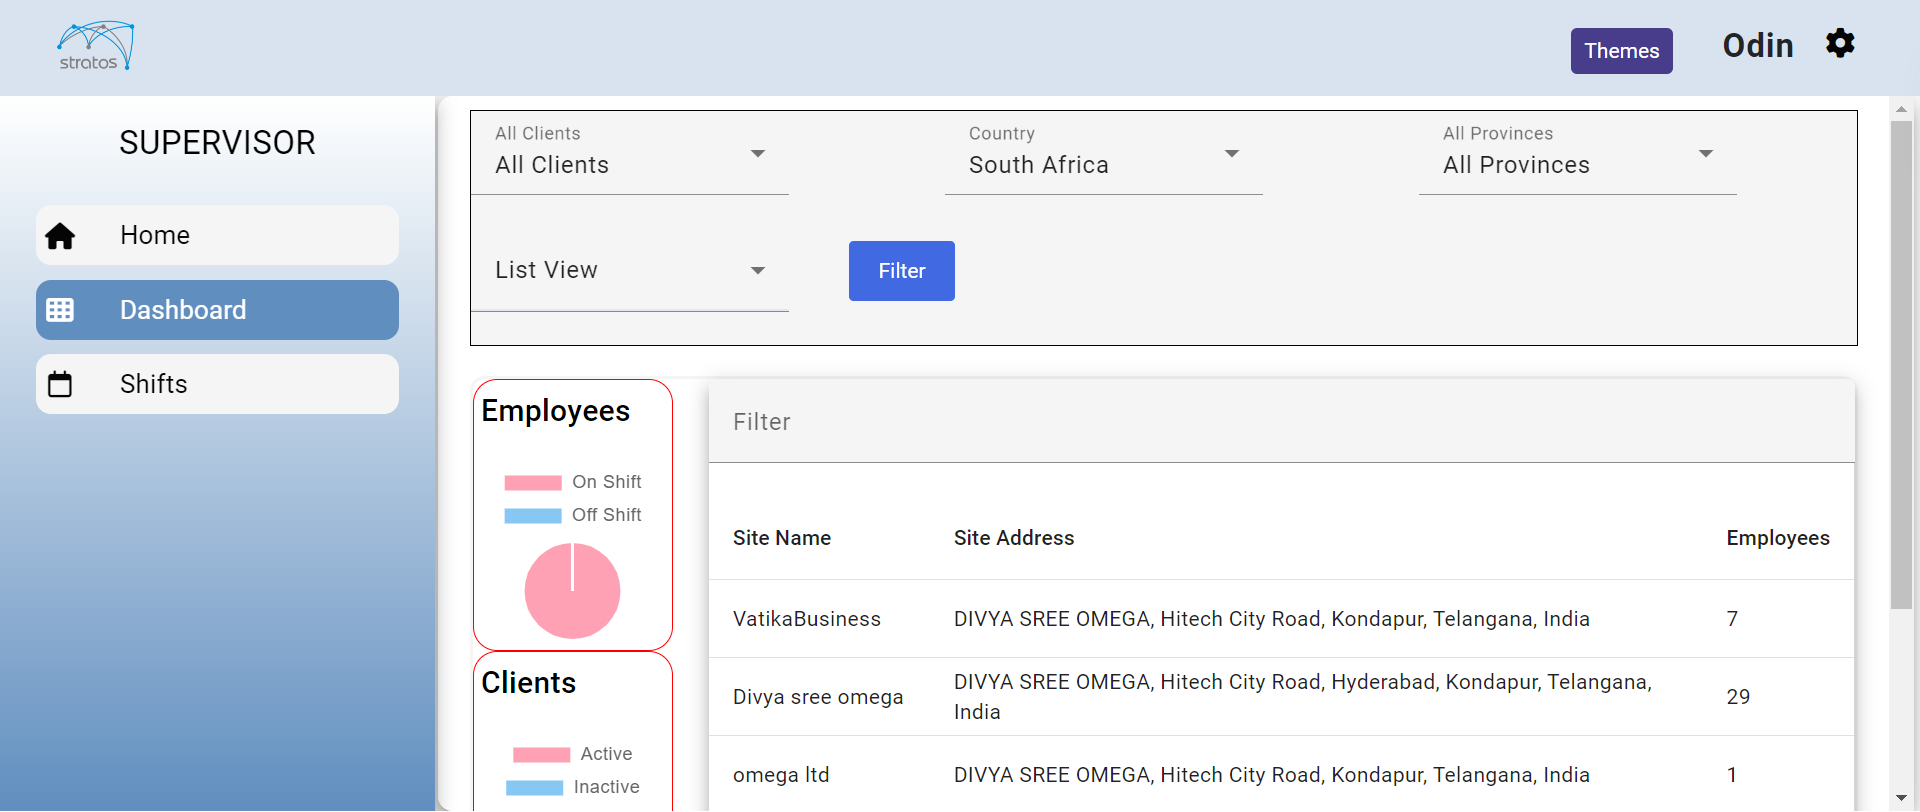 stratos
Themes
Odin
SUPERVISOR
Home
Dashboard
Shifts
All Clients
All Clients
Country
South Africa
All Provinces
All Provinces
List View
Filter
Employees
On Shift
Off Shift
Clients
Active
Inactive
Filter
Site Name Site Address Employees
VatikaBusiness DIVYA SREE OMEGA, Hitech City Road, Kondapur, Telangana, India 7
Divya sree omega DIVYA SREE OMEGA, Hitech City Road, Hyderabad, Kondapur, Telangana, 29
India
omega ltd DIVYA SREE OMEGA, Hitech City Road, Kondapur, Telangana, India 1